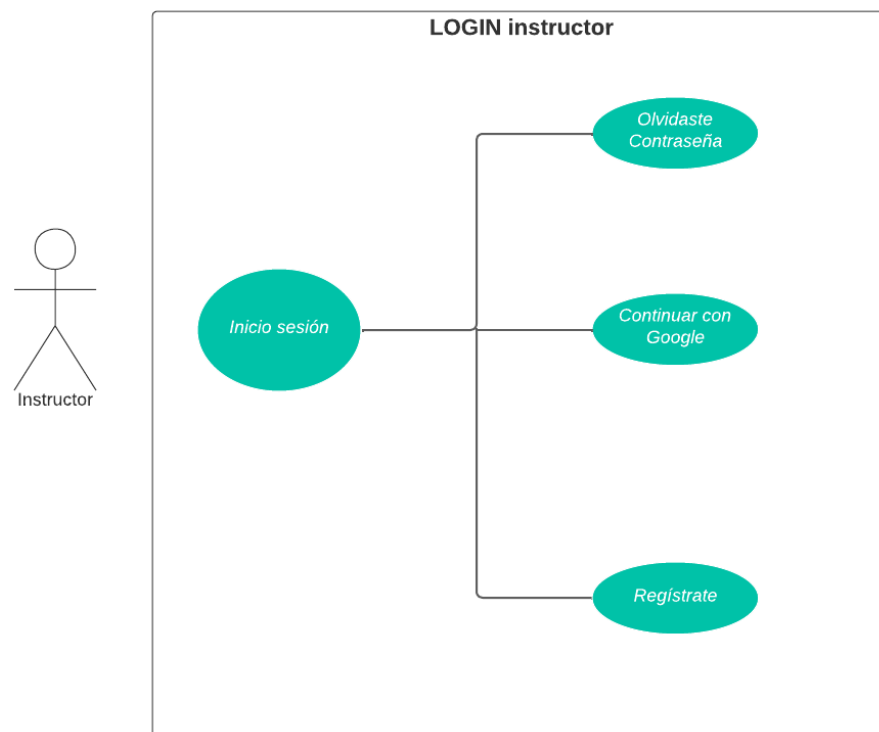 LOGIN instructor
Olvidaste
Contraseña
Inicio sesión
Continuar con
Google
Instructor
Regístrate